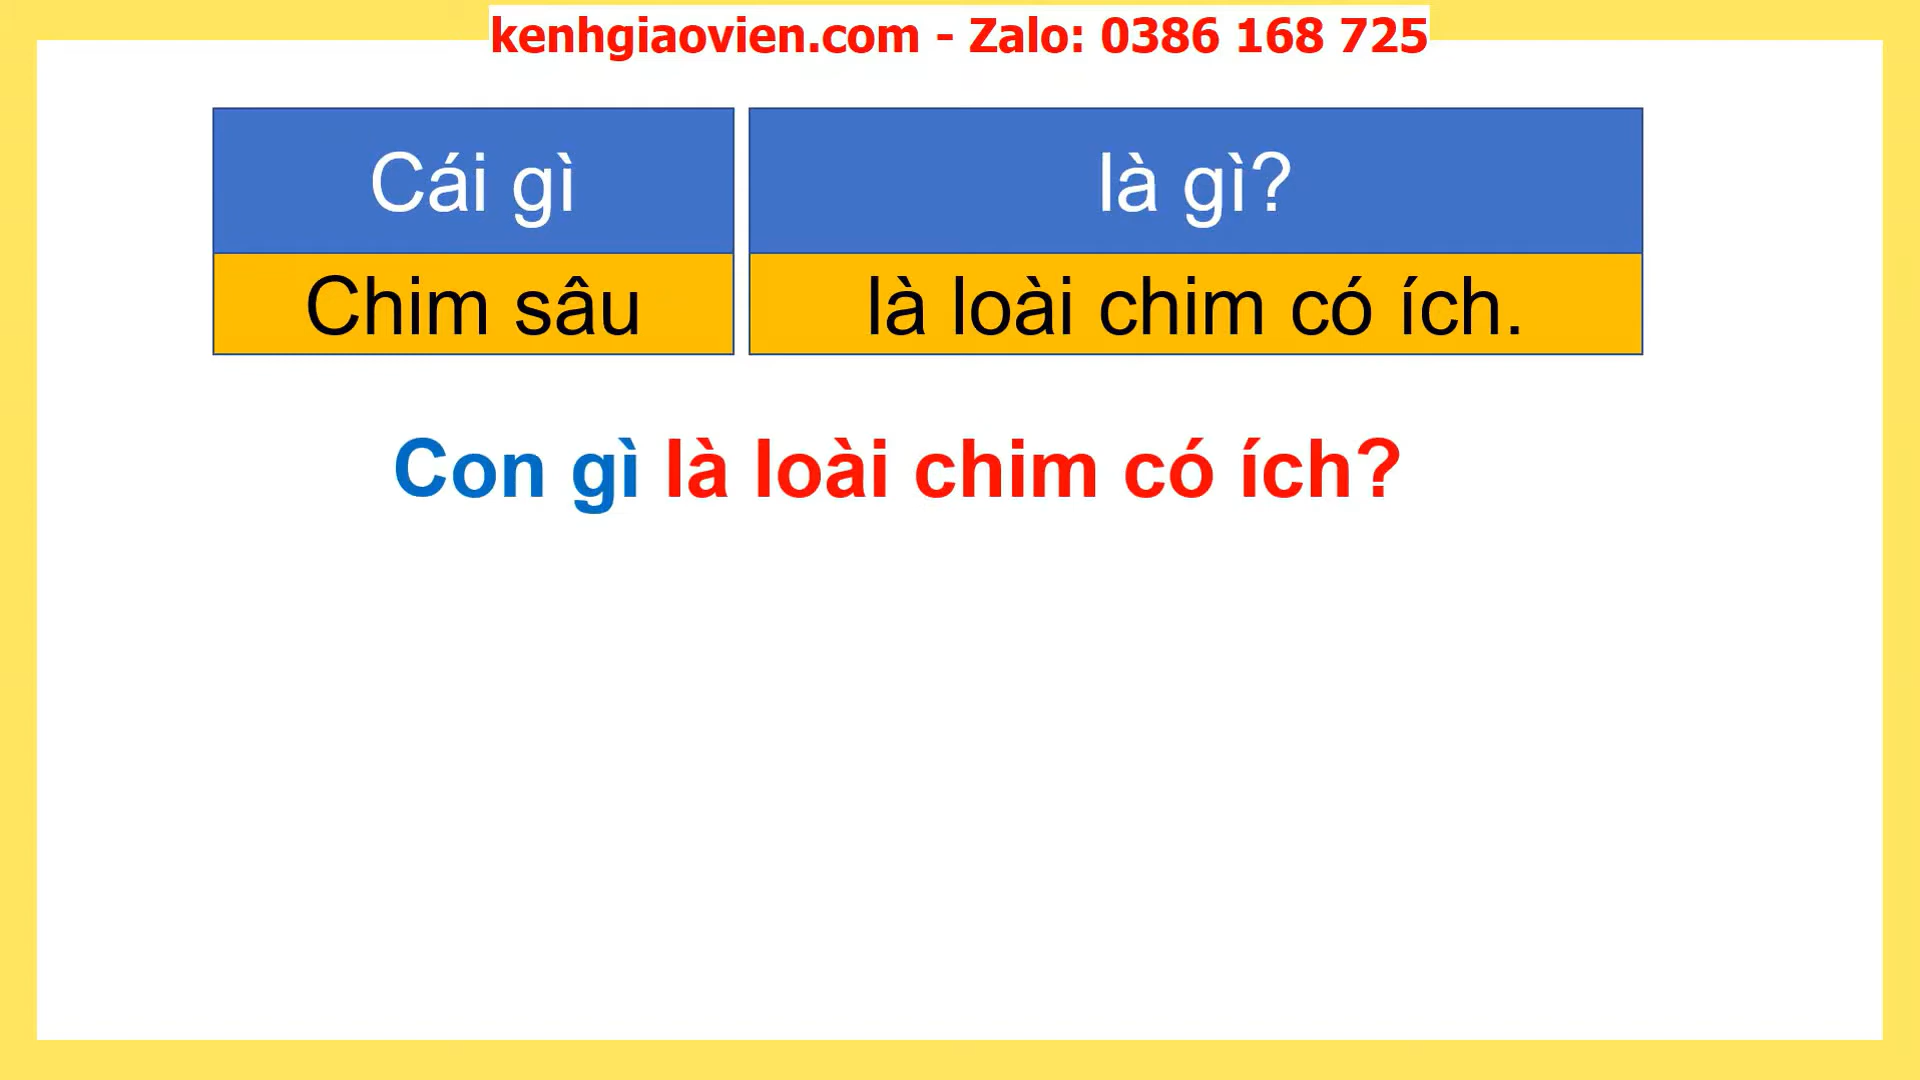 kenhgiaovien.com - Zalo: 0386 168 725
Cái gì là gì?
Chim sâu là loài chim có ích.
Con gì là loài chim có ích?